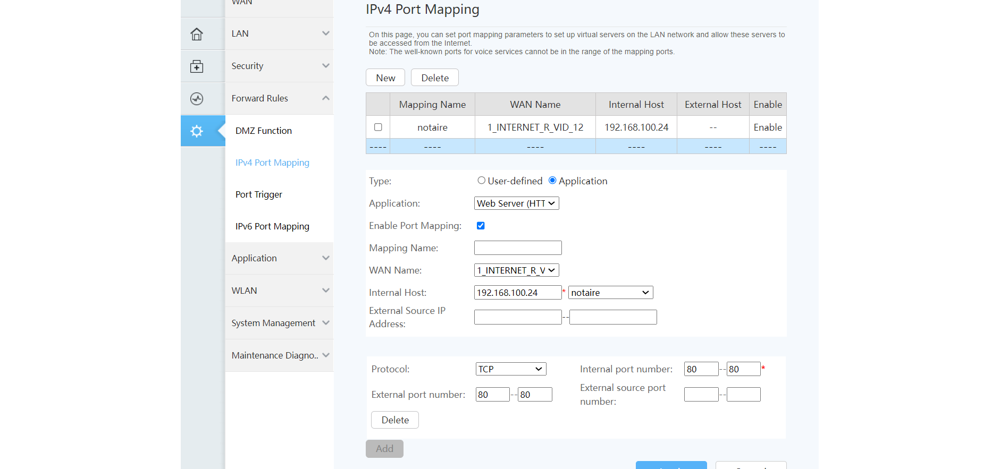 WAN
LAN
Security
Forward Rules
DMZ Function
IPv4 Port Mapping
Port Trigger
IPv6 Port Mapping
Application
WLAN
System Management
Maintenance Diagno..
IPv4 Port Mapping
On this page, you can set port mapping parameters to set up virtual servers on the LAN network and allow these servers to
be accessed from the Internet.
Note: The well-known ports for voice services cannot be in the range of the mapping ports.
New Delete
Mapping Name WAN Name Internal Host External Host Enable
notaire 1_INTERNET_R_VID_12 192.168.100.24 -- Enable
---- ---- ---- ---- ---- ----
Type: User-defined Application
Application: Web Server (HTT
Enable Port Mapping:
Mapping Name:
WAN Name: 1_INTERNET_R_V
Internal Host: 192.168.100.24 * notaire
External Source IP
Address: --
Protocol: TCP Internal port number: 80 -- 80 *
External port number: 80 -- 80 External source port
number: --
Delete
Add